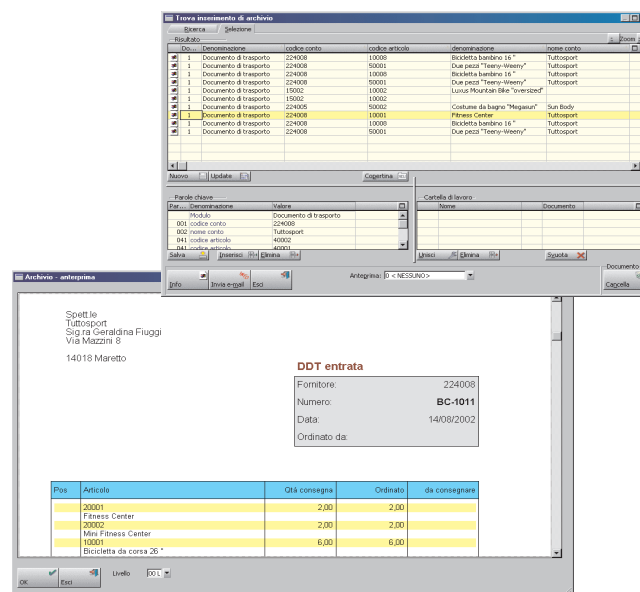 Trova inserimento di archivio
Ricerca Selezione
Risultato
Zoom
Do... Denominazione codice conto codice articolo denominazione nome conto
1 Documento di trasporto 224008 10008 Bicicletta bambino 16 " Tuttosport
1 Documento di trasporto 224008 50001 Due pezzi "Teeny-Weeny" Tuttosport
1 Documento di trasporto 224008 10008 Bicicletta bambino 16 " Tuttosport
1 Documento di trasporto 224008 50001 Due pezzi "Teeny-Weeny" Tuttosport
1 Documento di trasporto 15002 10002 Luxus Mountain Bike "oversized"
1 Documento di trasporto 15002 10002
1 Documento di trasporto 224005 50002 Costume da bagno "Megasun" Sun Body
1 Documento di trasporto 224008 10001 Fitness Center Tuttosport
1 Documento di trasporto 224008 10008 Bicicletta bambino 16 " Tuttosport
1 Documento di trasporto 224008 50001 Due pezzi "Teeny-Weeny" Tuttosport
Nuovo Update Copertina
Parole chiave
Par... Denominazione Valore
Modulo Documento di trasporto
001 codice conto 224008
002 nome conto Tuttosport
041 codice articolo 40002
041 codice articolo 40001
Salva Inserisci Elimina
Cartella di lavoro
Nome Documento
Unisci Elimina Svuota
Info Invia e-mail Esci
Anteprima: 0 < NESSUNO>
Documento
Cancella
Archivio - anterprima
Spett.le
Tuttosport
Sig.ra Geraldina Fiuggi
Via Mazzini 8
14018 Maretto
DDT entrata
Fornitore: 224008
Numero: BC-1011
Data: 14/08/2002
Ordinato da:
Pos Articolo Qtá consegna Ordinato da consegnare
20001 2,00 2,00
Fitness Center
20002 2,00 2,00
Mini Fitness Center
10001 6,00 6,00
Bicicletta da corsa 26 "
OK Esci Livello 00 L